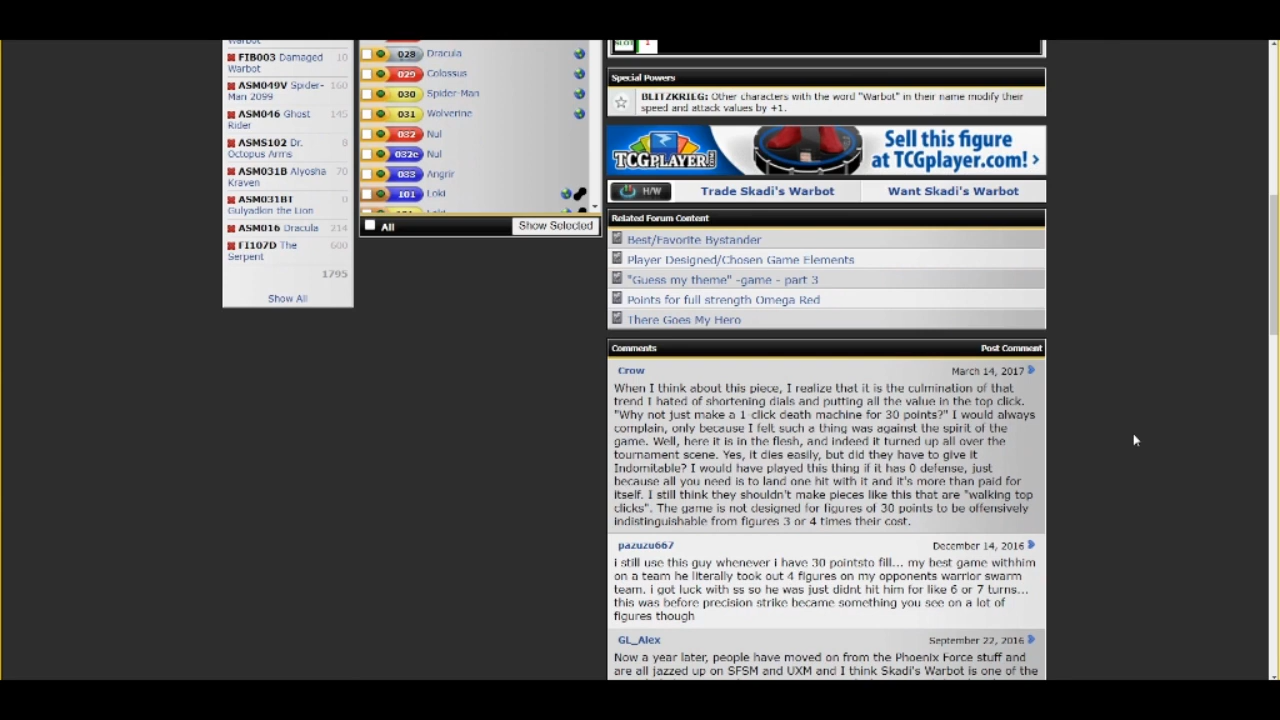 Warbot
FIB003 Damaged 10
Warbot
ASM049V Spider- 160
Man 2099
ASM046 Ghost 145
Rider
ASMS102 Dr. 8
Octopus Arms
ASM031B Alyosha 70
Kraven
ASM031BT 0
Gulyadkin the Lion
ASM016 Dracula 214
FI107D The 600
Serpent
1795
Show All
028 Dracula
029 Colossus
030 Spider-Man
031 Wolverine
032 Nul
032e Nul
033 Angrir
101 Loki
All Show Selected
SLOT 1
Special Powers
BLITZKRIEG: Other characters with the word "Warbot" in their name modify their
speed and attack values by +1.
TCGPLAYER.COM
Sell this figure
at TCGplayer.com! ›
H/W Trade Skadi's Warbot Want Skadi's Warbot
Related Forum Content
Best/Favorite Bystander
Player Designed/Chosen Game Elements
"Guess my theme" -game - part 3
Points for full strength Omega Red
There Goes My Hero
Comments Post Comment
Crow March 14, 2017
When I think about this piece, I realize that it is the culmination of that
trend I hated of shortening dials and putting all the value in the top click.
"Why not just make a 1 click death machine for 30 points?" I would always
complain, only because I felt such a thing was against the spirit of the
game. Well, here it is in the flesh, and indeed it turned up all over the
tournament scene. Yes, it dies easily, but did they have to give it
Indomitable? I would have played this thing if it has 0 defense, just
because all you need is to land one hit with it and it's more than paid for
itself. I still think they shouldn't make pieces like this that are "walking top
clicks". The game is not designed for figures of 30 points to be offensively
indistinguishable from figures 3 or 4 times their cost.
pazuzu667 December 14, 2016
i still use this guy whenever i have 30 pointsto fill... my best game withhim
on a team he literally took out 4 figures on my opponents warrior swarm
team. i got luck with ss so he was just didnt hit him for like 6 or 7 turns...
this was before precision strike became something you see on a lot of
figures though
GL_Alex September 22, 2016
Now a year later, people have moved on from the Phoenix Force stuff and
are all jazzed up on SFSM and UXM and I think Skadi's Warbot is one of the